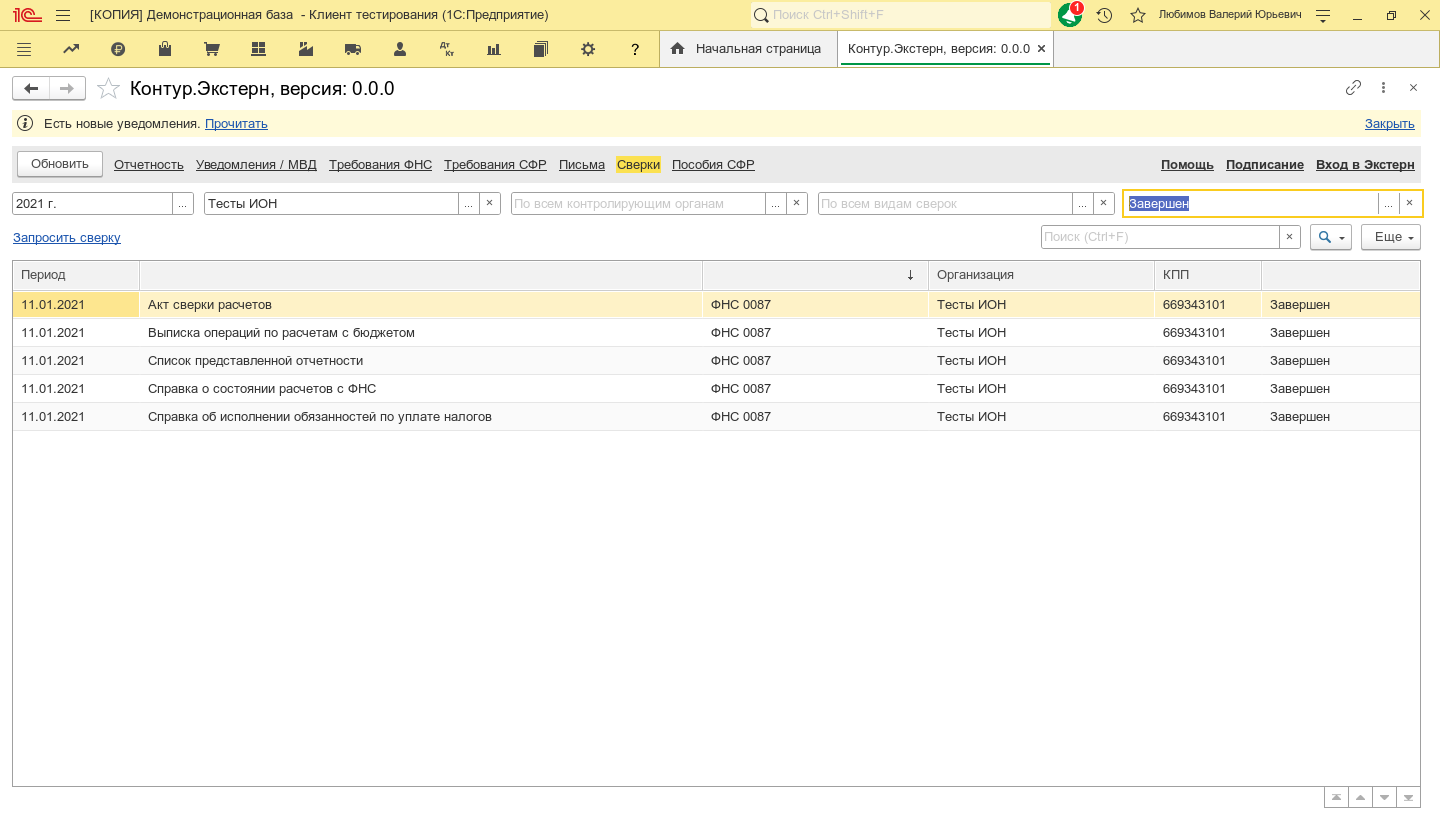 [КОПИЯ] Демонстрационная база - Клиент тестирования (1С:Предприятие)
Поиск Ctrl+Shift+F
1
Любимов Валерий Юрьевич
Дт Кт
?
Начальная страница
Контур.Экстерн, версия: 0.0.0 ×
Контур.Экстерн, версия: 0.0.0
Есть новые уведомления. Прочитать
Закрыть
Обновить Отчетность Уведомления / МВД Требования ФНС Требования СФР Письма Сверки Пособия СФР Помощь Подписание Вход в Экстерн
2021 г. ... Тесты ИОН ... × По всем контролирующим органам ... × По всем видам сверок ... × Завершен ... ×
Запросить сверку Поиск (Ctrl+F) × Еще
Период ↓ Организация КПП
11.01.2021 Акт сверки расчетов ФНС 0087 Тесты ИОН 669343101 Завершен
11.01.2021 Выписка операций по расчетам с бюджетом ФНС 0087 Тесты ИОН 669343101 Завершен
11.01.2021 Список представленной отчетности ФНС 0087 Тесты ИОН 669343101 Завершен
11.01.2021 Справка о состоянии расчетов с ФНС ФНС 0087 Тесты ИОН 669343101 Завершен
11.01.2021 Справка об исполнении обязанностей по уплате налогов ФНС 0087 Тесты ИОН 669343101 Завершен